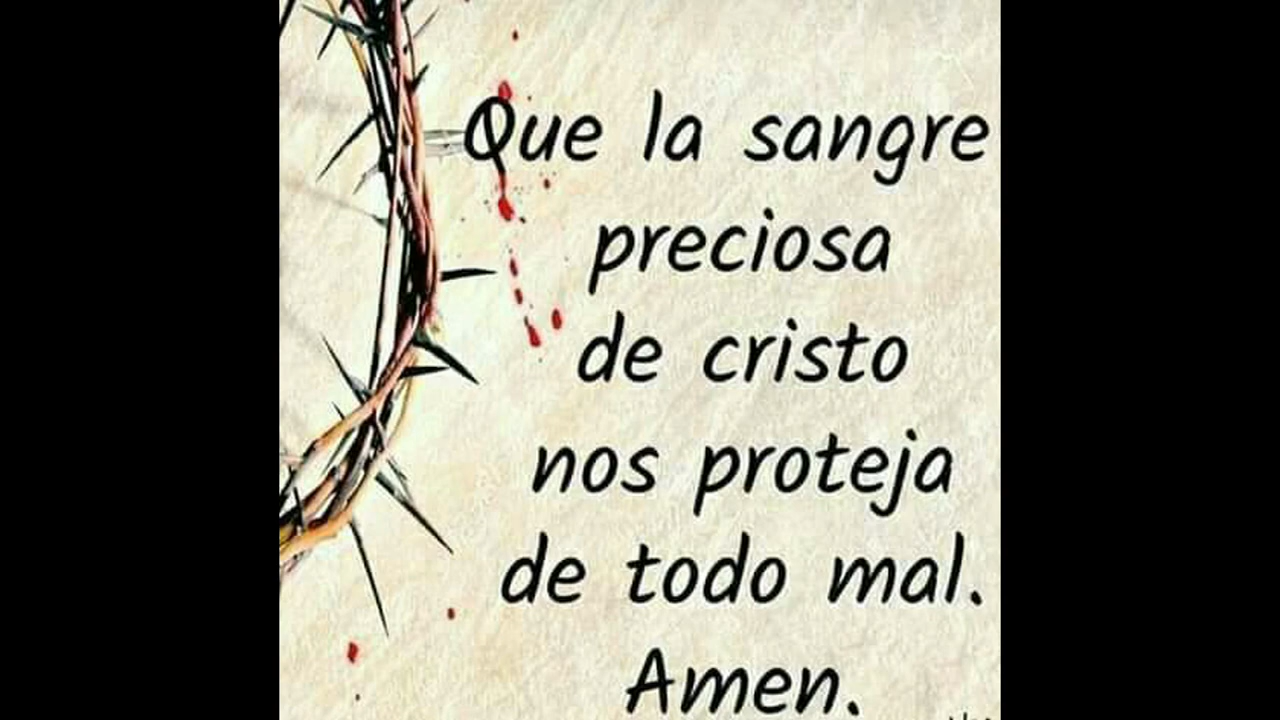 Que la sangre
preciosa
de cristo
nos proteja
de todo mal.
Amen.